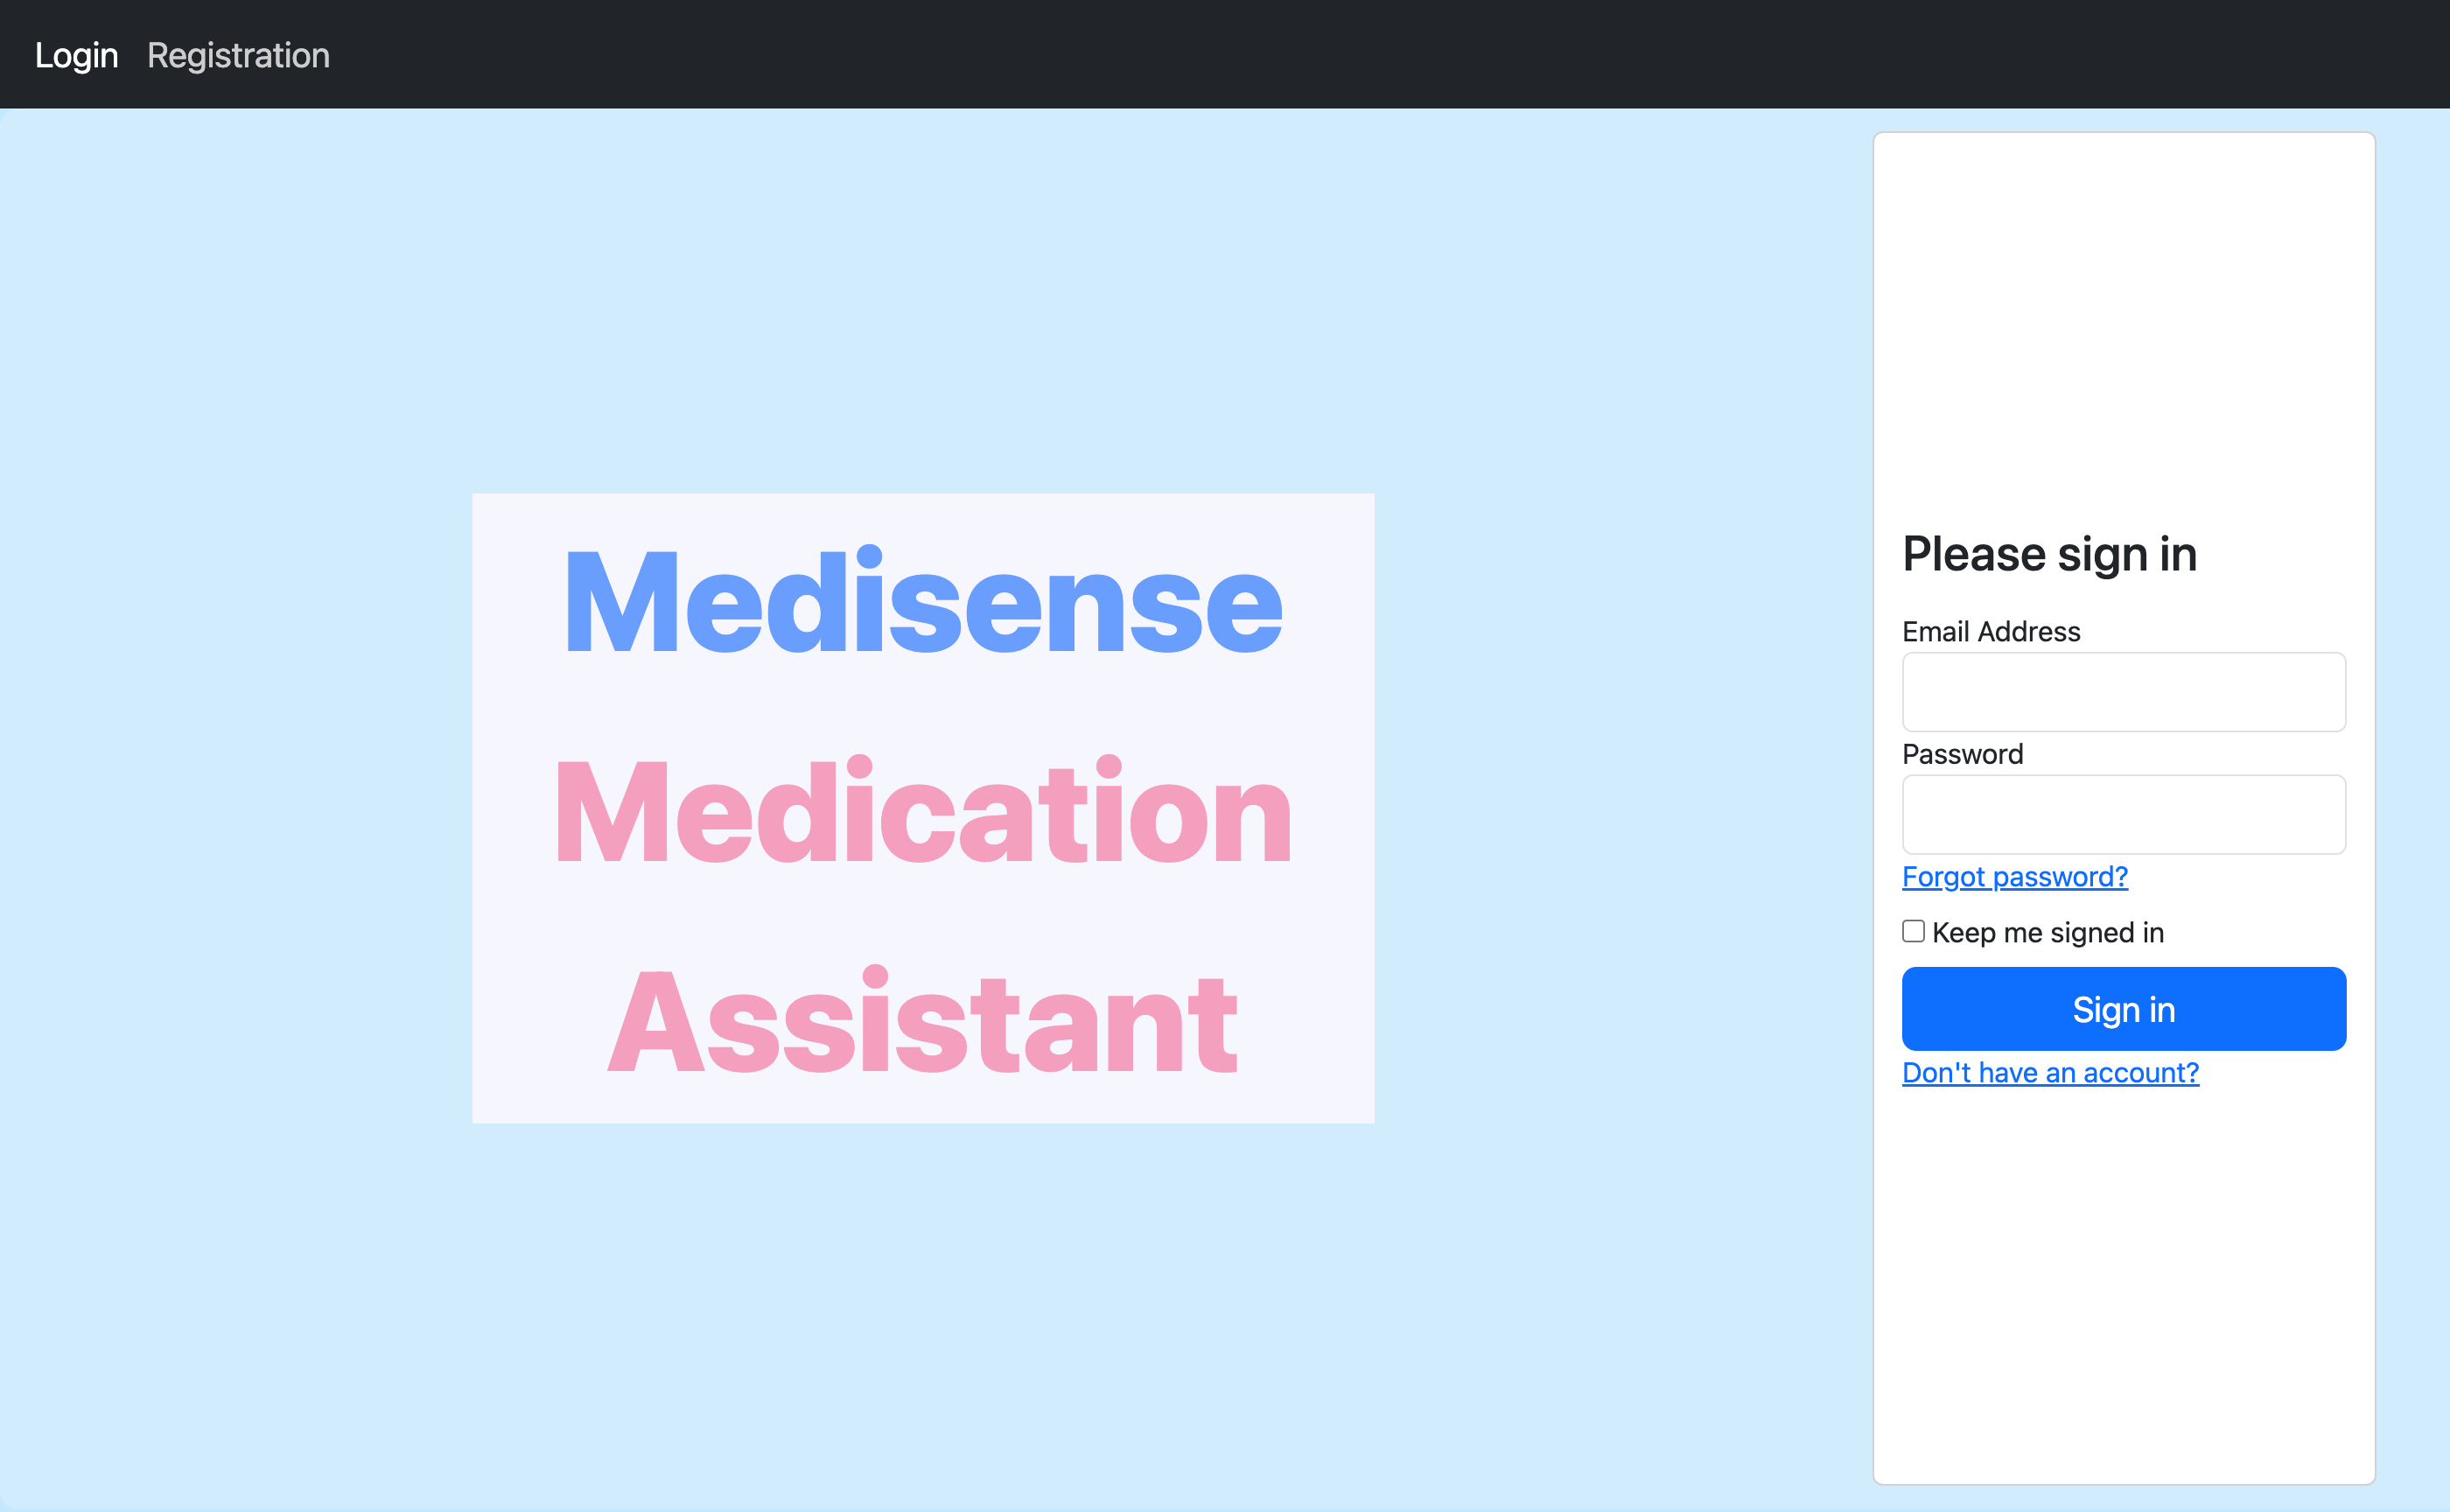 Login Registration
Medisense
Medication
Assistant
Please sign in
Email Address
Password
Forgot password?
Keep me signed in
Sign in
Don't have an account?